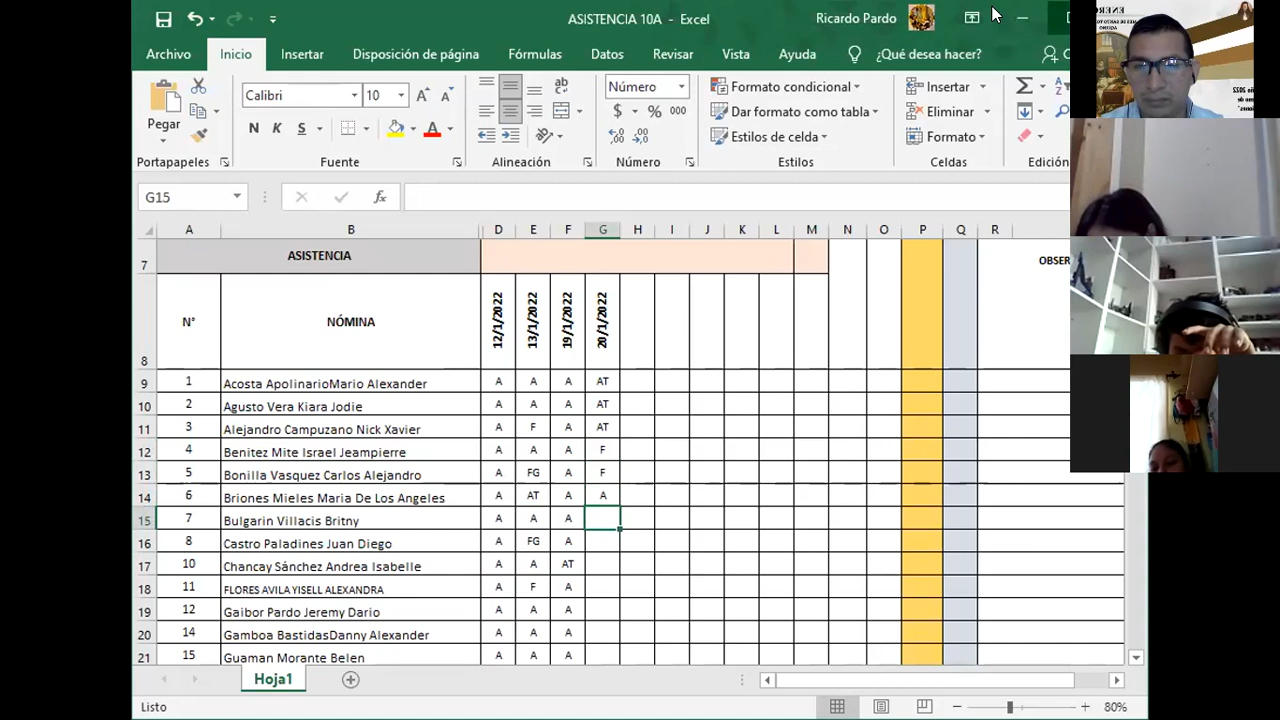 ASISTENCIA 10A - Excel
Ricardo Pardo
Archivo Inicio Insertar Disposición de página Fórmulas Datos Revisar Vista Ayuda ¿Qué desea hacer?
Pegar
Calibri 10
Número
Formato condicional
Insertar
N K S
$ % 000
Dar formato como tabla
Eliminar
Estilos de celda
Formato
Portapapeles Fuente Alineación Número Estilos Celdas Edición
G15 fx
A B D E F G H I J K L M N O P Q R
7 ASISTENCIA OBSER
8 N° NÓMINA 12/1/2022 13/1/2022 19/1/2022 20/1/2022
9 1 Acosta ApolinarioMario Alexander A A A AT
10 2 Agusto Vera Kiara Jodie A A A AT
11 3 Alejandro Campuzano Nick Xavier A F A AT
12 4 Benitez Mite Israel Jeampierre A A A F
13 5 Bonilla Vasquez Carlos Alejandro A FG A F
14 6 Briones Mieles Maria De Los Angeles A AT A A
15 7 Bulgarin Villacis Britny A A A
16 8 Castro Paladines Juan Diego A FG A
17 10 Chancay Sánchez Andrea Isabelle A A AT
18 11 FLORES AVILA YISELL ALEXANDRA A F A
19 12 Gaibor Pardo Jeremy Dario A A A
20 14 Gamboa BastidasDanny Alexander A A A
21 15 Guaman Morante Belen A A A
Hoja1
Listo
80%
ENERO